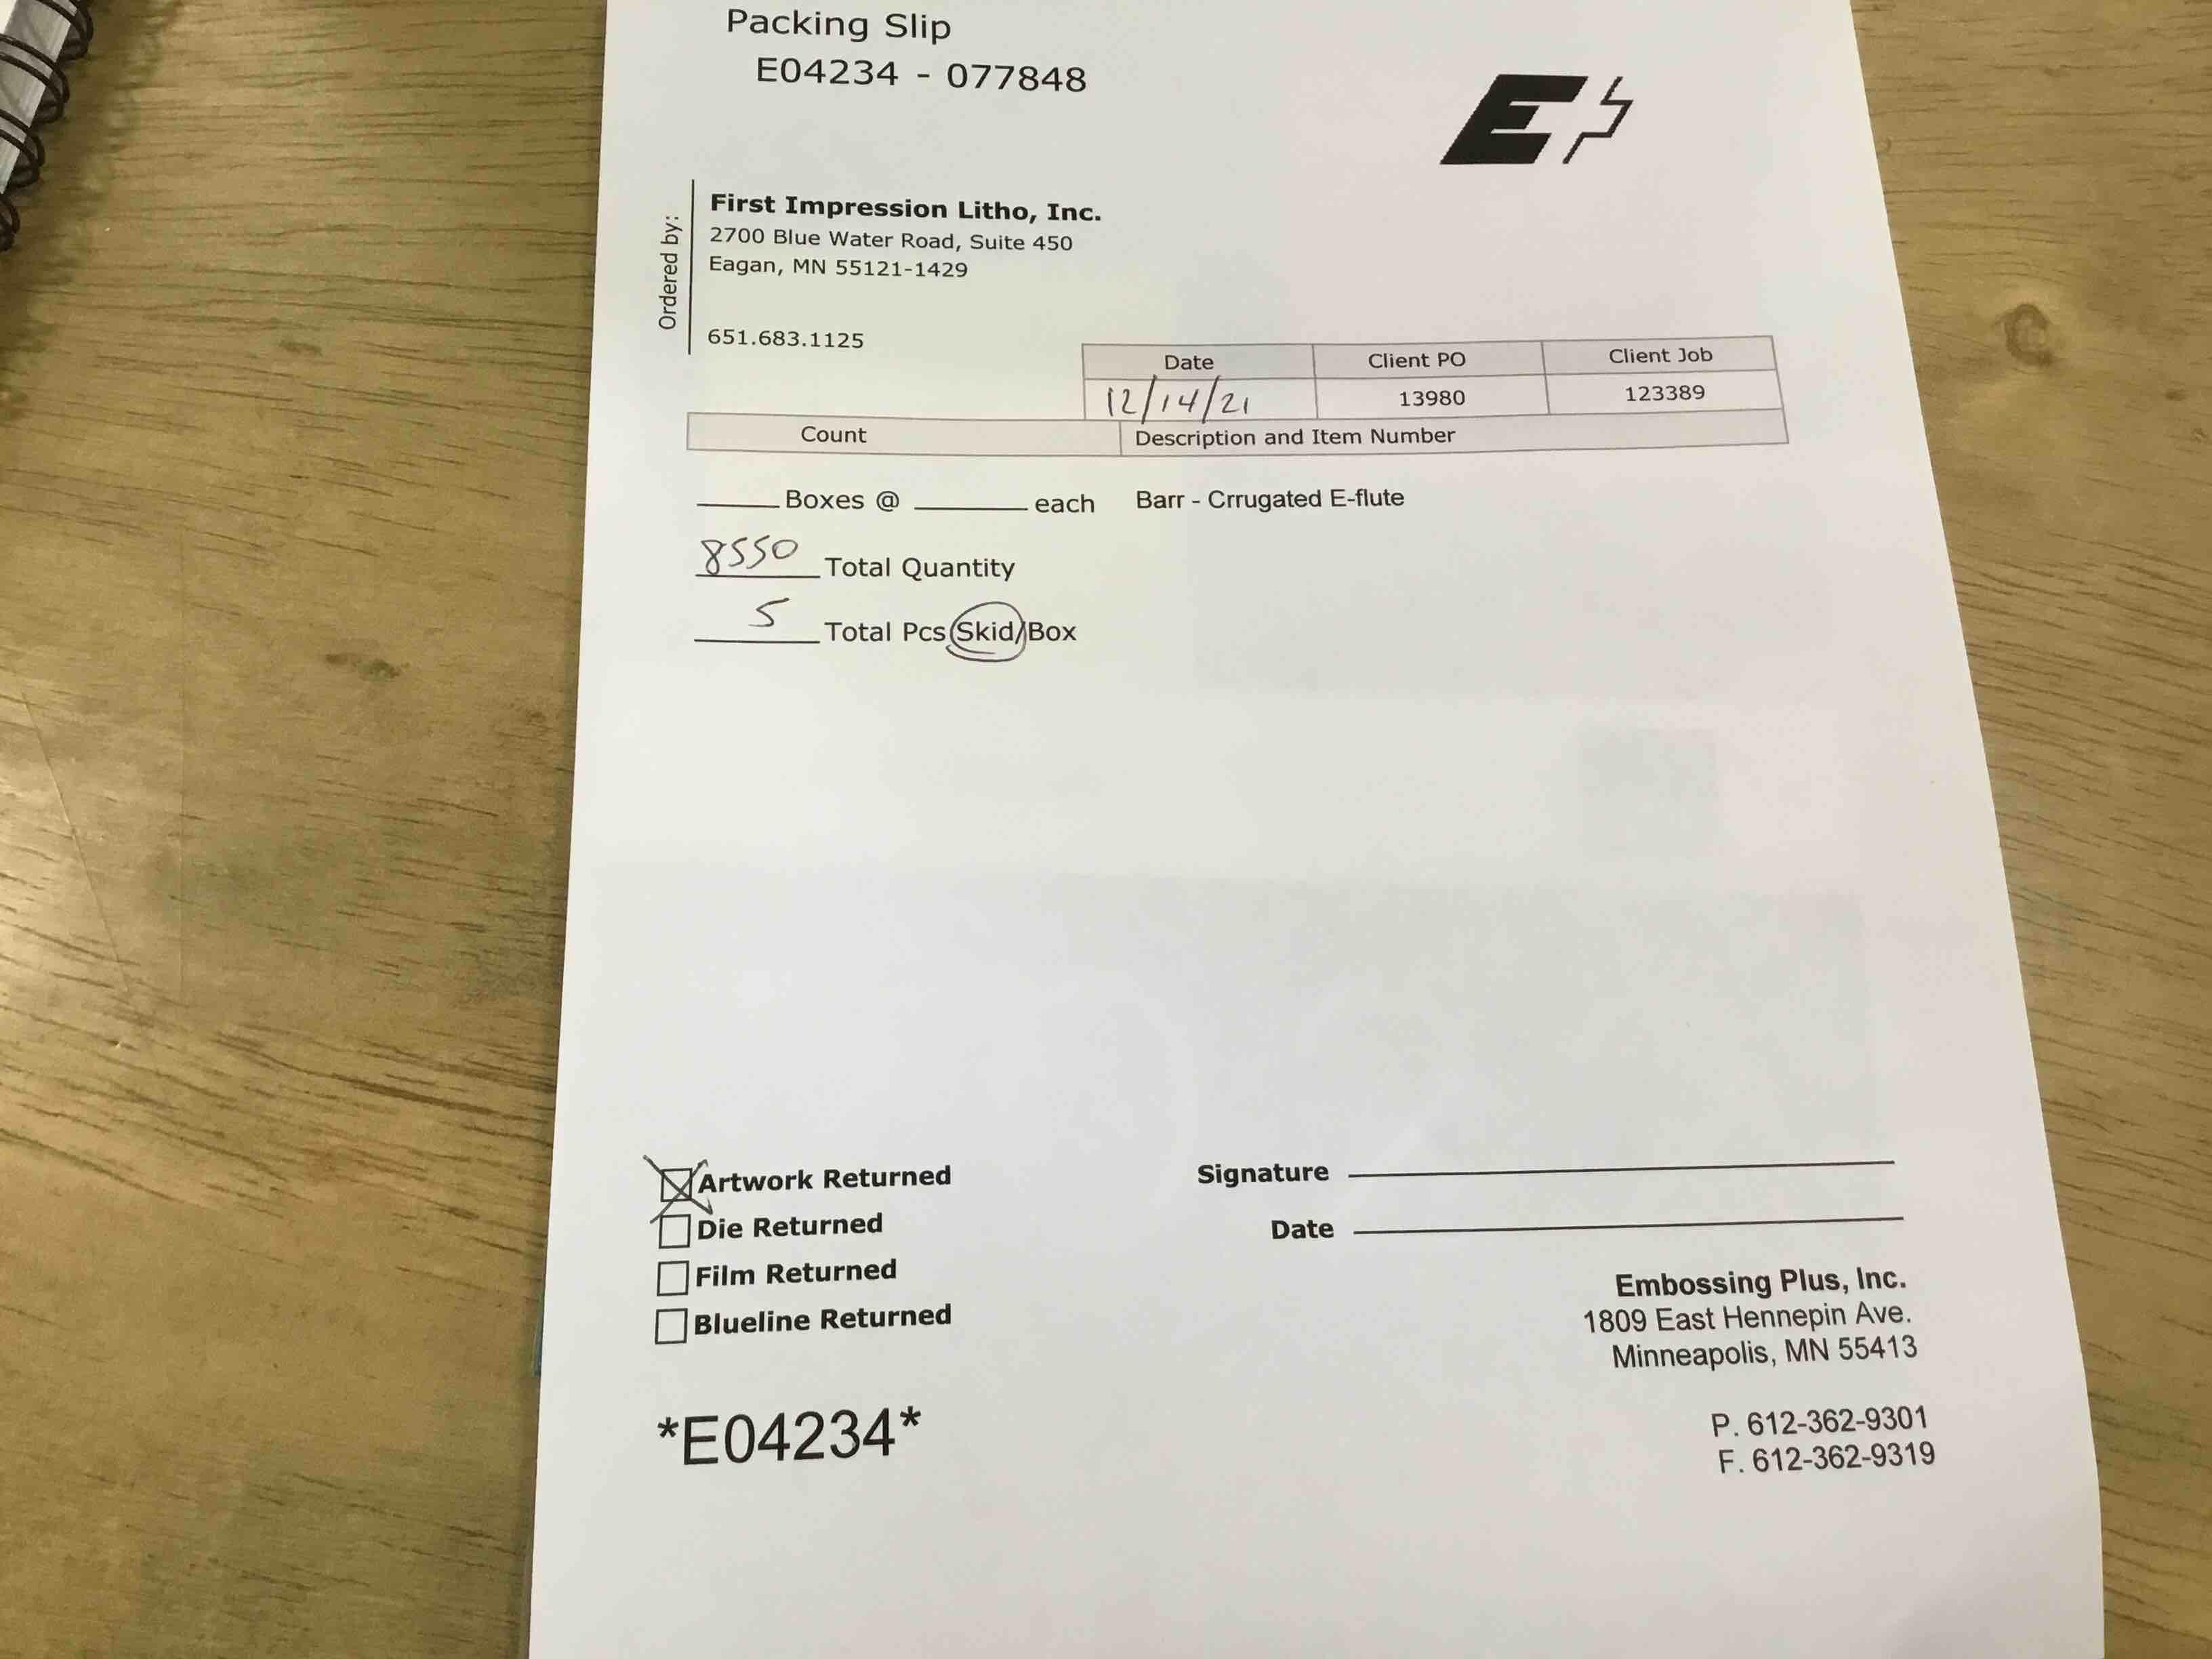 Packing Slip
E04234 - 077848
E
Ordered by:
First Impression Litho, Inc.
2700 Blue Water Road, Suite 450
Eagan, MN 55121-1429
651.683.1125
Date Client PO Client Job
12/14/21 13980 123389
Count Description and Item Number
Boxes @ each Barr - Crrugated E-flute
8550 Total Quantity
5 Total Pcs/Skid/Box
Artwork Returned
Die Returned
Film Returned
Blueline Returned
Signature
Date
Embossing Plus, Inc.
1809 East Hennepin Ave.
Minneapolis, MN 55413
P. 612-362-9301
F. 612-362-9319
*E04234*